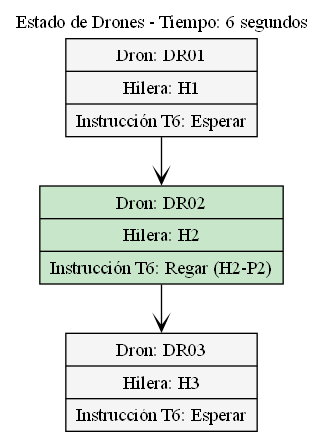 Estado de Drones - Tiempo: 6 segundos
Dron: DR01
Hilera: H1
Instrucción T6: Esperar
Dron: DR02
Hilera: H2
Instrucción T6: Regar (H2-P2)
Dron: DR03
Hilera: H3
Instrucción T6: Esperar